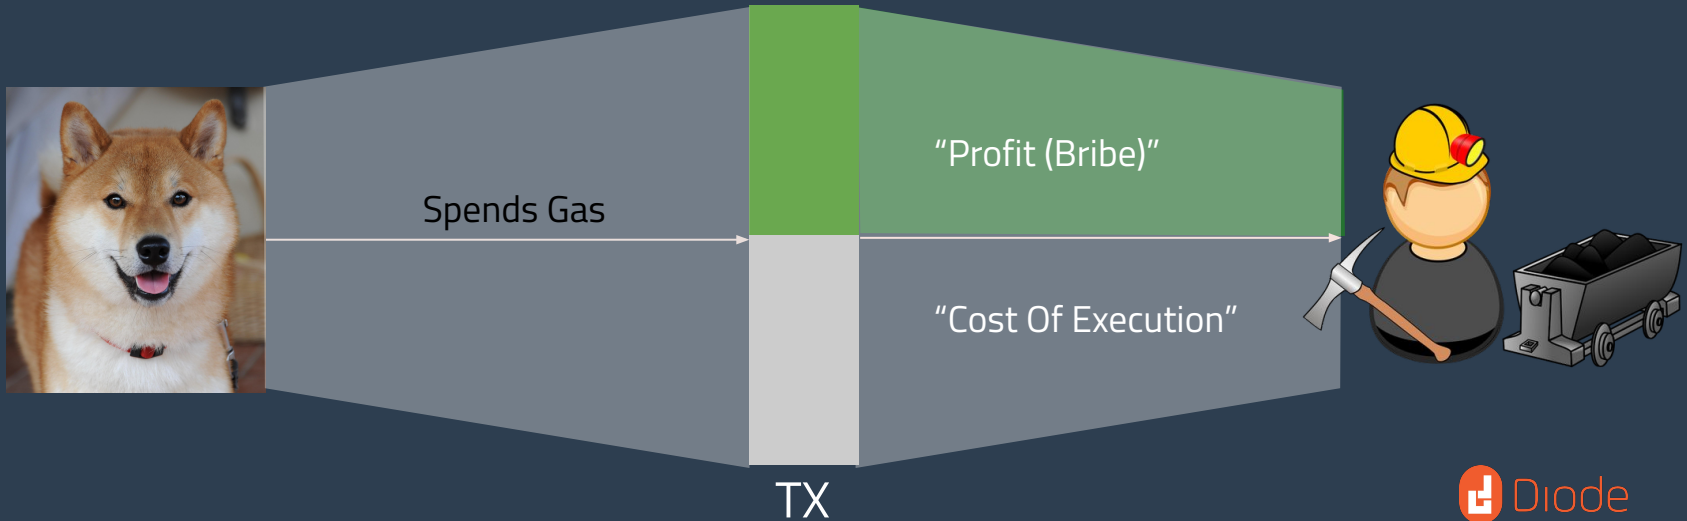 Spends Gas
“Profit (Bribe)”
“Cost Of Execution”
TX
Diode